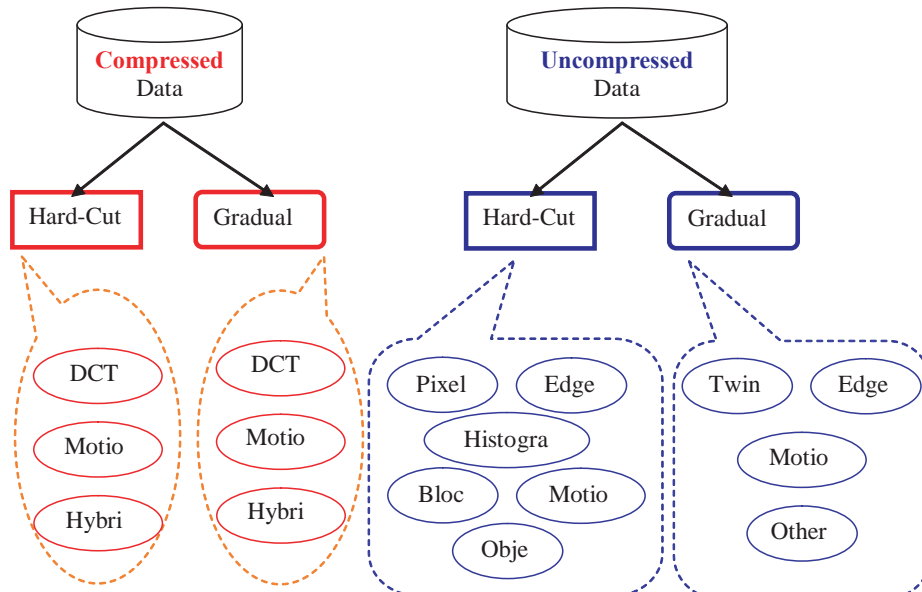 Compressed
Data
Uncompressed
Data
Hard-Cut
Gradual
Hard-Cut
Gradual
DCT
Motio
Hybri
DCT
Motio
Hybri
Pixel
Edge
Histogra
Bloc
Motio
Obje
Twin
Edge
Motio
Other